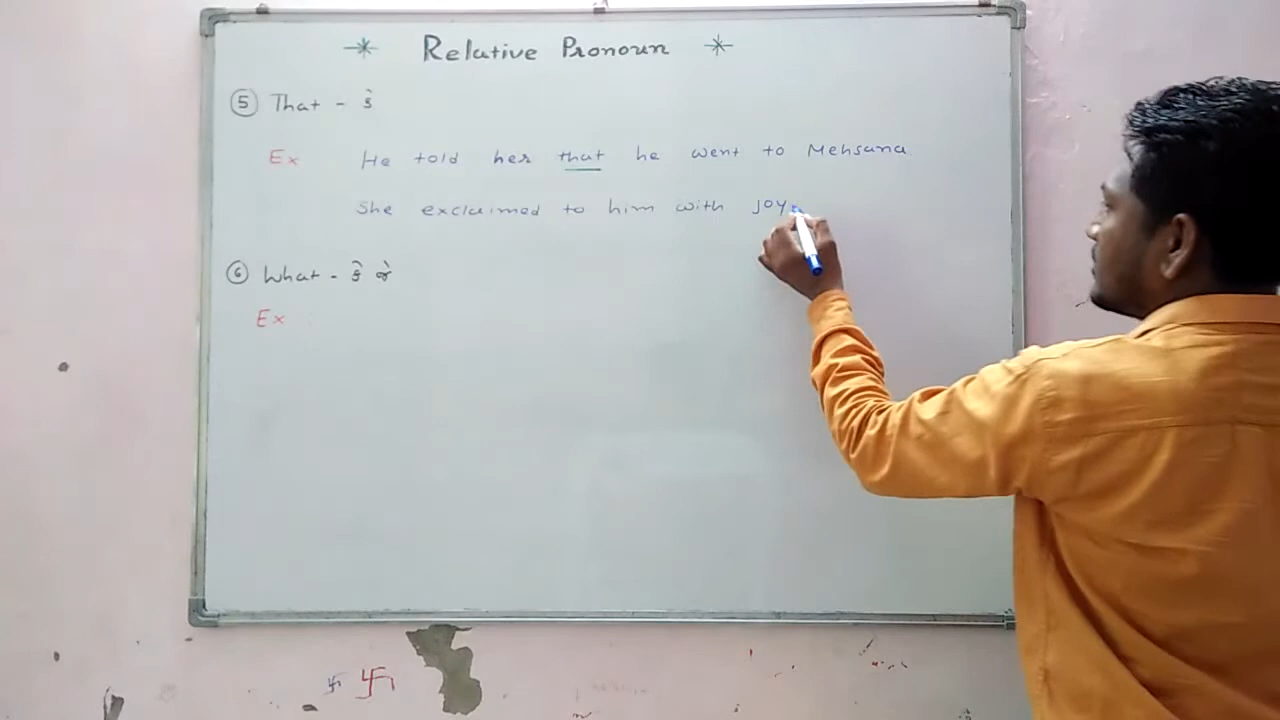 * Relative Pronoun *
⑤ That - કે
Ex He told her that he went to Mehsana
She exclaimed to him with joy
⑥ What - કે જે
Ex